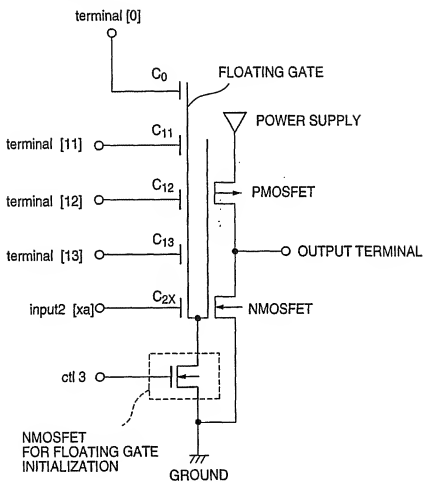 terminal [0]
C0
FLOATING GATE
POWER SUPPLY
C11
terminal [11]
C12
terminal [12]
PMOSFET
C13
terminal [13]
OUTPUT TERMINAL
C2X
input2 [xa]
NMOSFET
ctl 3
NMOSFET
FOR FLOATING GATE
INITIALIZATION
GROUND